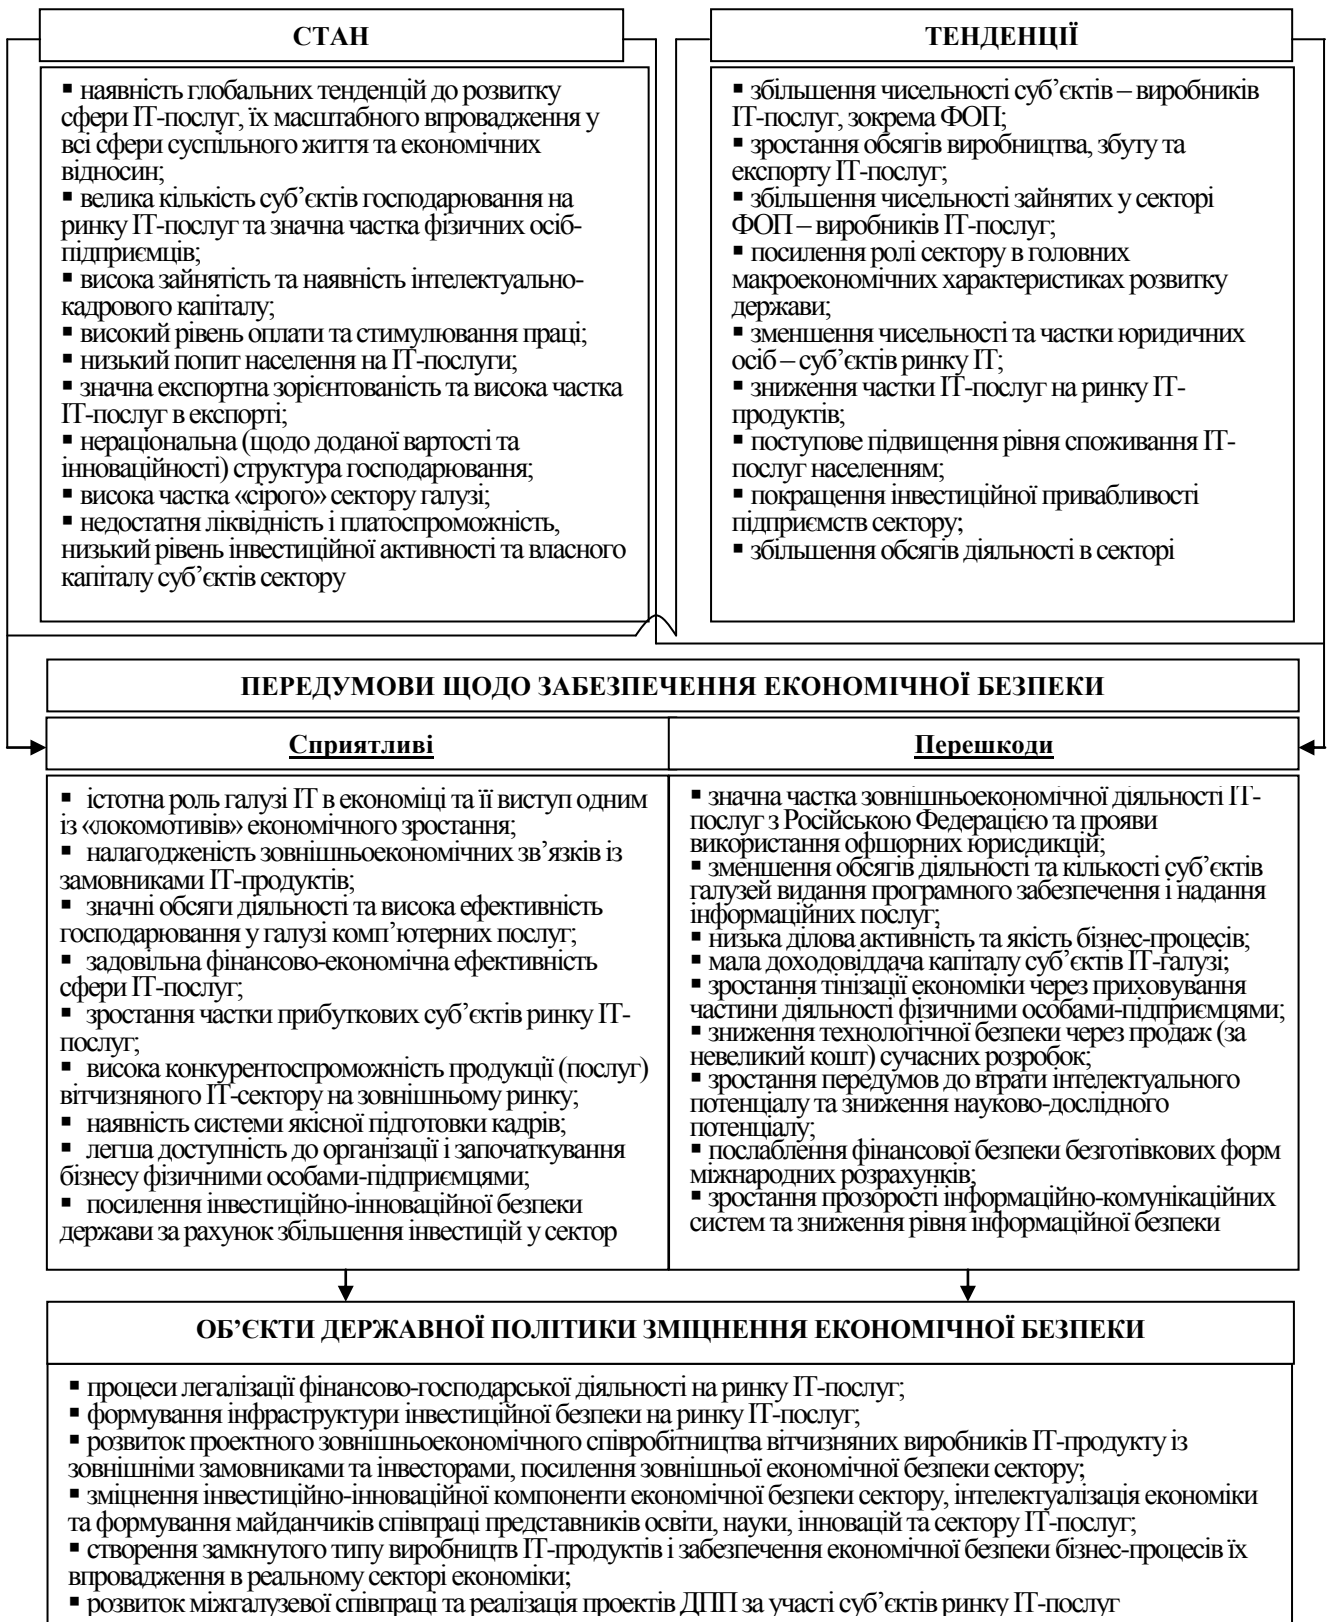 СТАН
▪ наявність глобальних тенденцій до розвитку
сфери ІТ-послуг, їх масштабного впровадження у
всі сфери суспільного життя та економічних
відносин;
▪ велика кількість суб’єктів господарювання на
ринку ІТ-послуг та значна частка фізичних осіб-
підприємців;
▪ висока зайнятість та наявність інтелектуально-
кадрового капіталу;
▪ високий рівень оплати та стимулювання праці;
▪ низький попит населення на ІТ-послуги;
▪ значна експортна зорієнтованість та висока частка
ІТ-послуг в експорті;
▪ нераціональна (щодо доданої вартості та
інноваційності) структура господарювання;
▪ висока частка «сірого» сектору галузі;
▪ недостатня ліквідність і платоспроможність,
низький рівень інвестиційної активності та власного
капіталу суб’єктів сектору
ТЕНДЕНЦІЇ
▪ збільшення чисельності суб’єктів – виробників
ІТ-послуг, зокрема ФОП;
▪ зростання обсягів виробництва, збуту та
експорту ІТ-послуг;
▪ збільшення чисельності зайнятих у секторі
ФОП – виробників ІТ-послуг;
▪ посилення ролі сектору в головних
макроекономічних характеристиках розвитку
держави;
▪ зменшення чисельності та частки юридичних
осіб – суб’єктів ринку ІТ;
▪ зниження частки ІТ-послуг на ринку ІТ-
продуктів;
▪ поступове підвищення рівня споживання ІТ-
послуг населенням;
▪ покращення інвестиційної привабливості
підприємств сектору;
▪ збільшення обсягів діяльності в секторі
ПЕРЕДУМОВИ ЩОДО ЗАБЕЗПЕЧЕННЯ ЕКОНОМІЧНОЇ БЕЗПЕКИ
Сприятливі
▪ істотна роль галузі ІТ в економіці та її виступ одним
із «локомотивів» економічного зростання;
▪ налагодженість зовнішньоекономічних зв’язків із
замовниками ІТ-продуктів;
▪ значні обсяги діяльності та висока ефективність
господарювання у галузі комп’ютерних послуг;
▪ задовільна фінансово-економічна ефективність
сфери ІТ-послуг;
▪ зростання частки прибуткових суб’єктів ринку ІТ-
послуг;
▪ висока конкурентоспроможність продукції (послуг)
вітчизняного ІТ-сектору на зовнішньому ринку;
▪ наявність системи якісної підготовки кадрів;
▪ легша доступність до організації і започаткування
бізнесу фізичними особами-підприємцями;
▪ посилення інвестиційно-інноваційної безпеки
держави за рахунок збільшення інвестицій у сектор
Перешкоди
▪ значна частка зовнішньоекономічної діяльності ІТ-
послуг з Російською Федерацією та прояви
використання офшорних юрисдикцій;
▪ зменшення обсягів діяльності та кількості суб’єктів
галузей видання програмного забезпечення і надання
інформаційних послуг;
▪ низька ділова активність та якість бізнес-процесів;
▪ мала доходовіддача капіталу суб’єктів ІТ-галузі;
▪ зростання тінізації економіки через приховування
частини діяльності фізичними особами-підприємцями;
▪ зниження технологічної безпеки через продаж (за
невеликий кошт) сучасних розробок;
▪ зростання передумов до втрати інтелектуального
потенціалу та зниження науково-дослідного
потенціалу;
▪ послаблення фінансової безпеки безготівкових форм
міжнародних розрахунків;
▪ зростання прозорості інформаційно-комунікаційних
систем та зниження рівня інформаційної безпеки
ОБ’ЄКТИ ДЕРЖАВНОЇ ПОЛІТИКИ ЗМІЦНЕННЯ ЕКОНОМІЧНОЇ БЕЗПЕКИ
▪ процеси легалізації фінансово-господарської діяльності на ринку ІТ-послуг;
▪ формування інфраструктури інвестиційної безпеки на ринку ІТ-послуг;
▪ розвиток проектного зовнішньоекономічного співробітництва вітчизняних виробників ІТ-продукту із
зовнішніми замовниками та інвесторами, посилення зовнішньої економічної безпеки сектору;
▪ зміцнення інвестиційно-інноваційної компоненти економічної безпеки сектору, інтелектуалізація економіки
та формування майданчиків співпраці представників освіти, науки, інновацій та сектору ІТ-послуг;
▪ створення замкнутого типу виробництв ІТ-продуктів і забезпечення економічної безпеки бізнес-процесів їх
впровадження в реальному секторі економіки;
▪ розвиток міжгалузевої співпраці та реалізація проектів ДПП за участі суб’єктів ринку ІТ-послуг